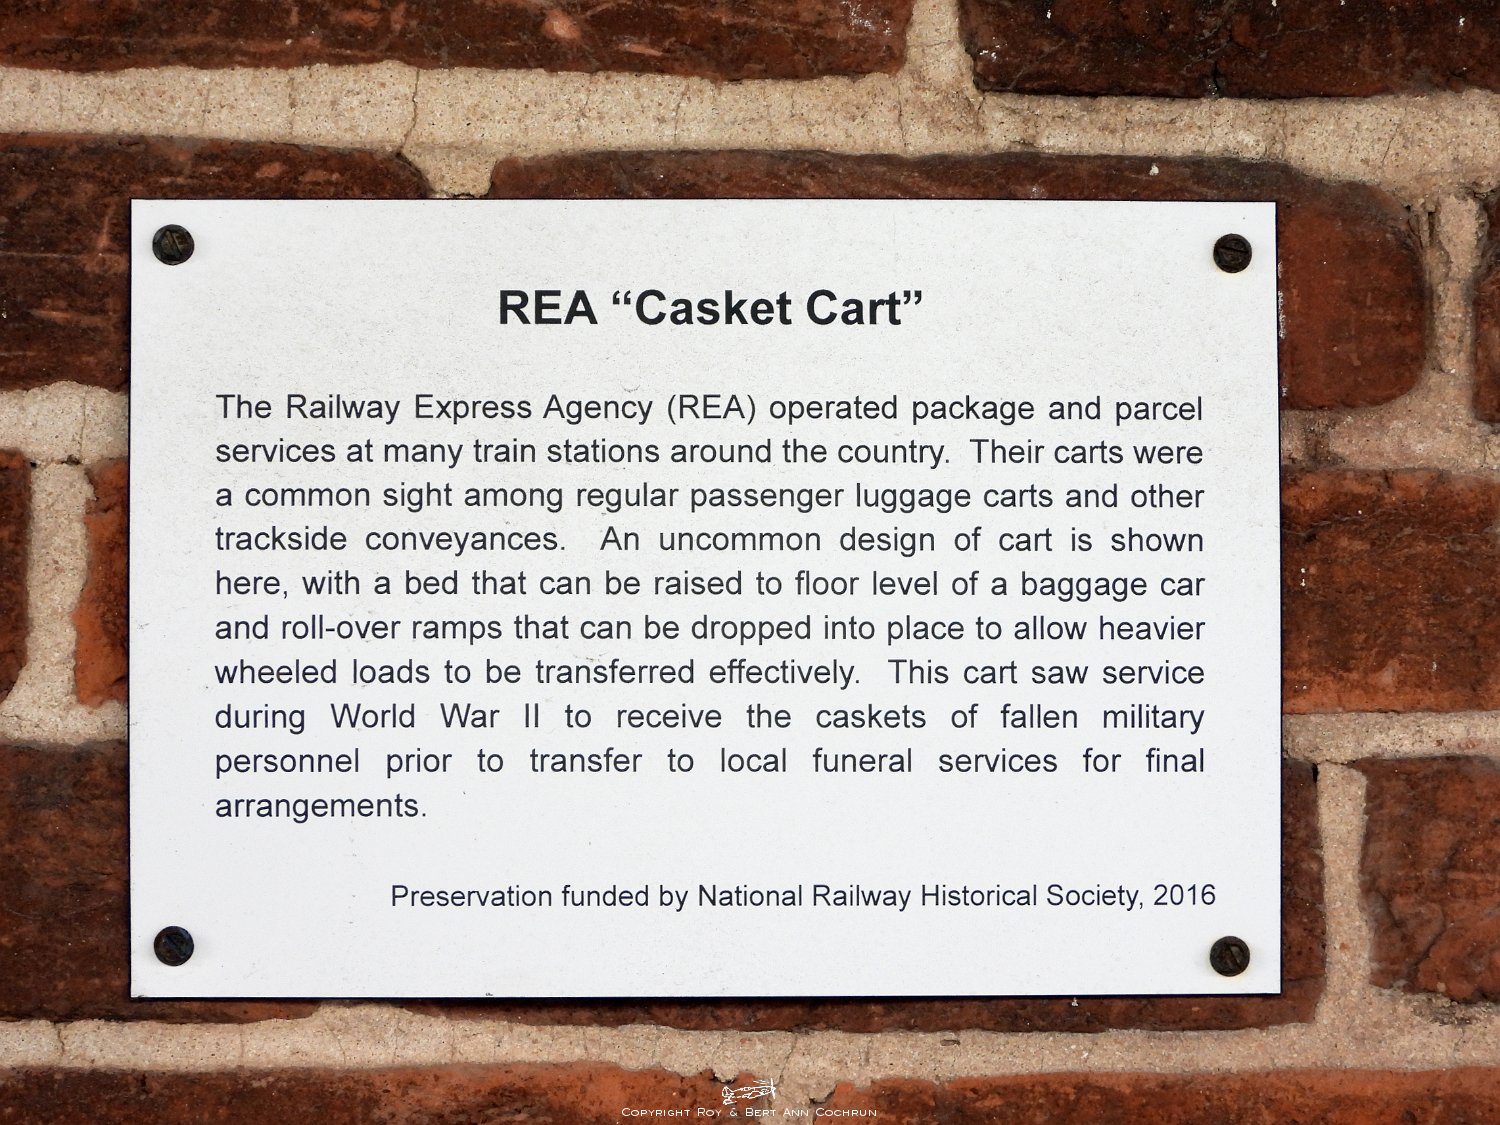 REA “Casket Cart”
The Railway Express Agency (REA) operated package and parcel
services at many train stations around the country.  Their carts were
a common sight among regular passenger luggage carts and other
trackside conveyances.  An uncommon design of cart is shown
here, with a bed that can be raised to floor level of a baggage car
and roll-over ramps that can be dropped into place to allow heavier
wheeled loads to be transferred effectively.  This cart saw service
during World War II to receive the caskets of fallen military
personnel prior to transfer to local funeral services for final
arrangements.
Preservation funded by National Railway Historical Society, 2016
Copyright Roy & Bert Ann Cochrun